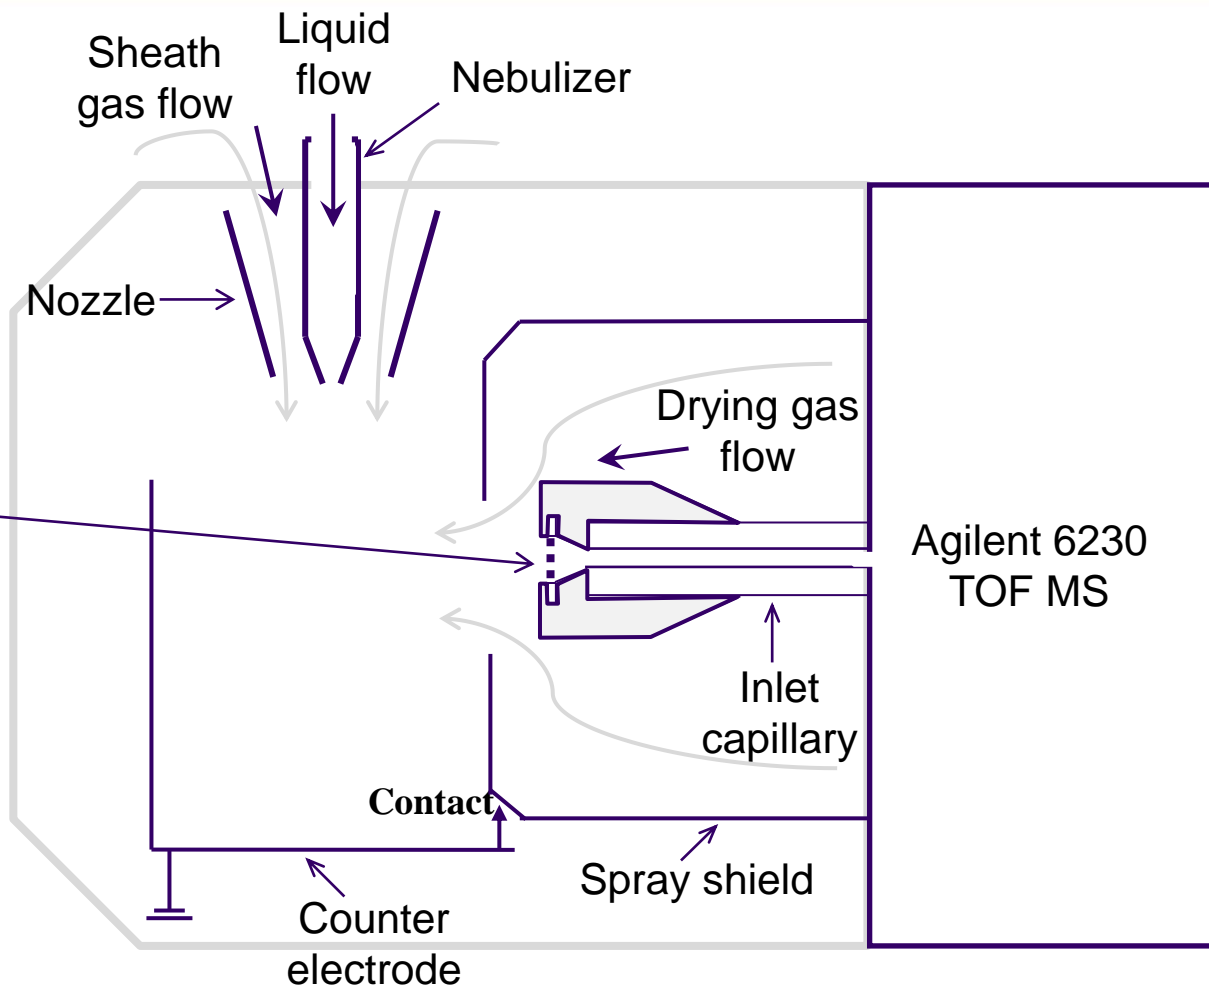 Liquid
flow
Sheath
gas flow
Nebulizer
Nozzle
Drying gas
flow
Agilent 6230
TOF MS
Inlet
capillary
Contact
Spray shield
Counter
electrode